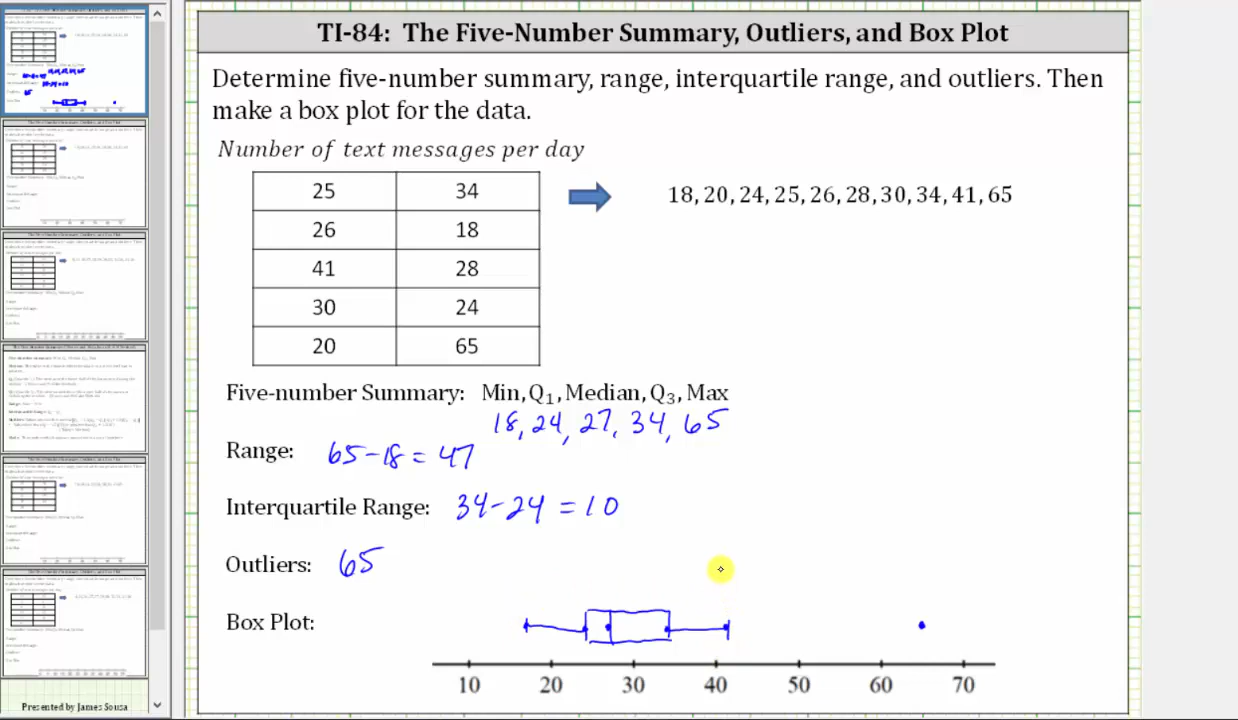 TI-84: The Five-Number Summary, Outliers, and Box Plot
Determine five-number summary, range, interquartile range, and outliers. Then
make a box plot for the data.
Number of text messages per day
25 34
18, 20, 24, 25, 26, 28, 30, 34, 41, 65
26 18
41 28
30 24
20 65
Five-number Summary: Min, Q₁, Median, Q₃, Max
18, 24, 27, 34, 65
Range: 65-18 = 47
Interquartile Range: 34-24 = 10
Outliers: 65
Box Plot:
10 20 30 40 50 60 70
Presented by James Sousa